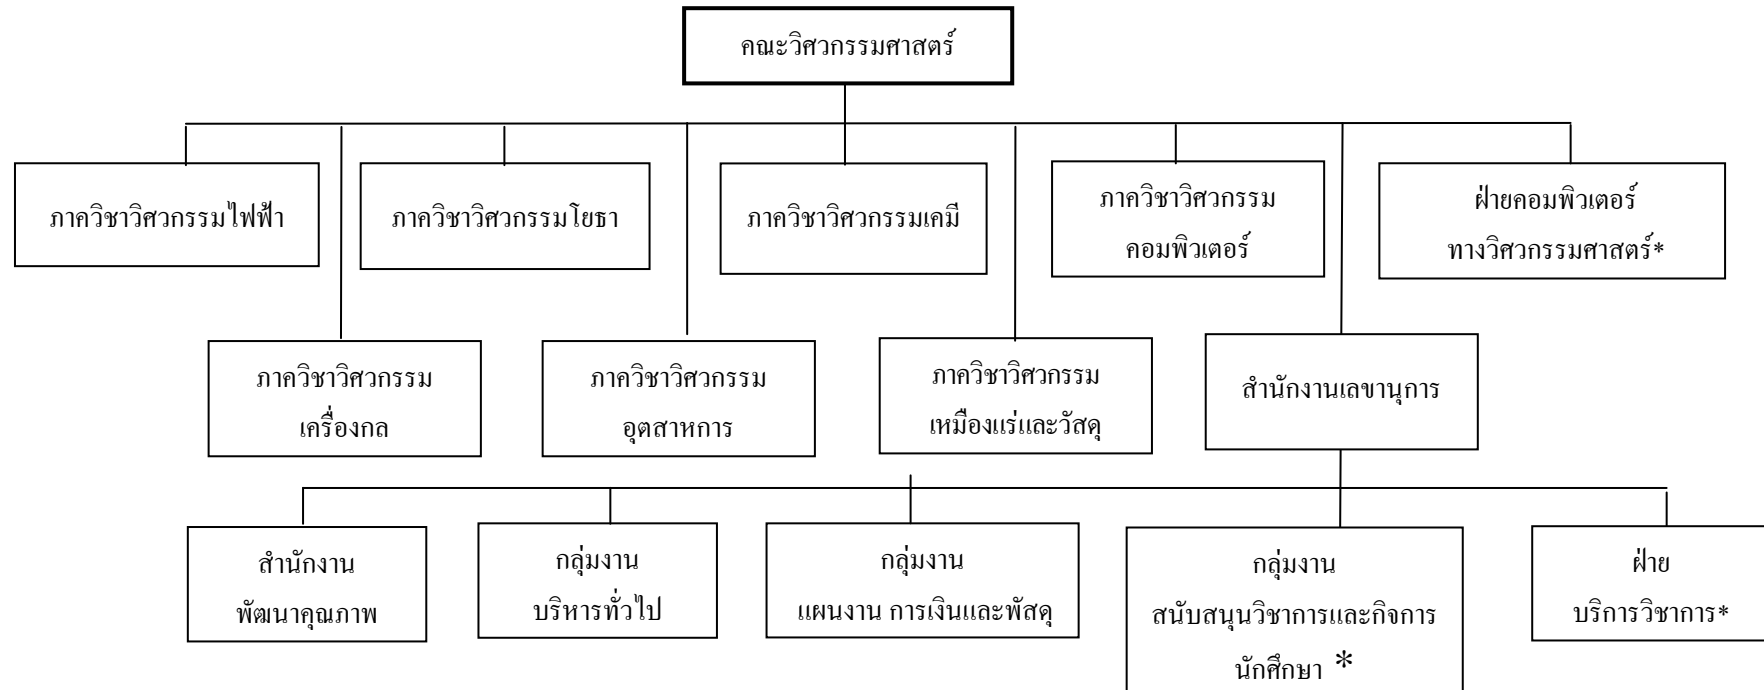 คณะวิศวกรรมศาสตร์
ภาควิชาวิศวกรรมไฟฟ้า
ภาควิชาวิศวกรรมโยธา
ภาควิชาวิศวกรรมเคมี
ภาควิชาวิศวกรรม
คอมพิวเตอร์
ฝ่ายคอมพิวเตอร์
ทางวิศวกรรมศาสตร์*
ภาควิชาวิศวกรรม
เครื่องกล
ภาควิชาวิศวกรรม
อุตสาหการ
ภาควิชาวิศวกรรม
เหมืองแร่และวัสดุ
สำนักงานเลขานุการ
สำนักงาน
พัฒนาคุณภาพ
กลุ่มงาน
บริหารทั่วไป
กลุ่มงาน
แผนงาน การเงินและพัสดุ
กลุ่มงาน
สนับสนุนวิชาการและกิจการ
นักศึกษา *
ฝ่าย
บริการวิชาการ*